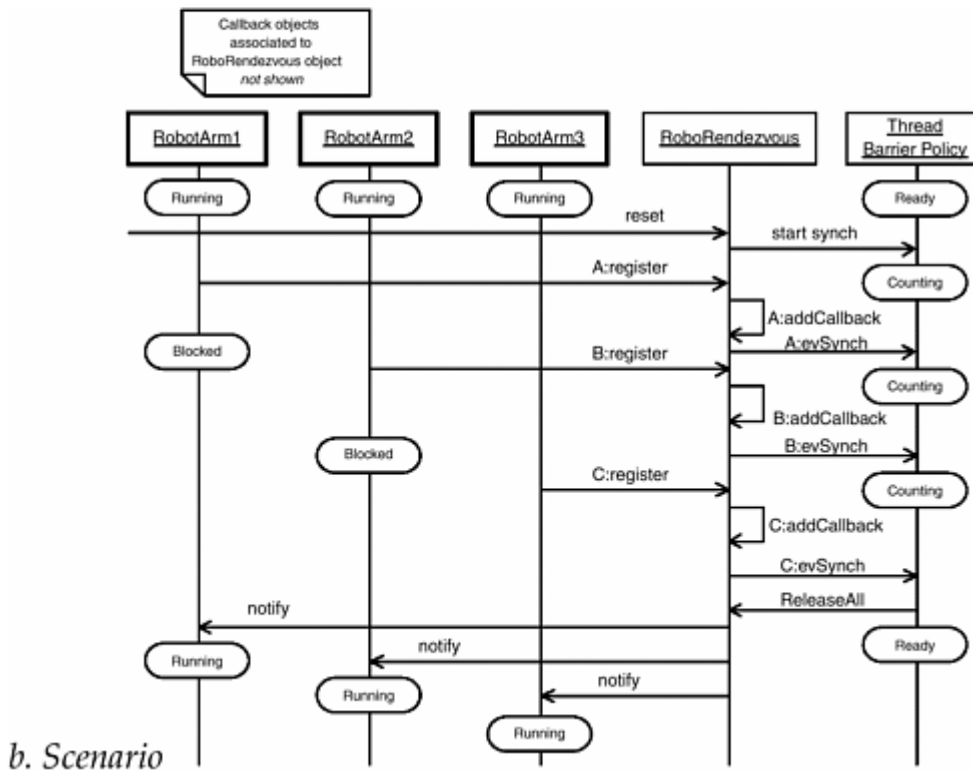 Callback objects
associated to
RoboRendezvous object
not shown
RobotArm1
RobotArm2
RobotArm3
RoboRendezvous
Thread
Barrier Policy
Running
Running
Running
Ready
reset
start synch
A:register
Counting
A:addCallback
Blocked
A:evSynch
B:register
Counting
B:addCallback
Blocked
B:evSynch
C:register
Counting
C:addCallback
C:evSynch
ReleaseAll
notify
Running
notify
Ready
Running
notify
Running
b. Scenario